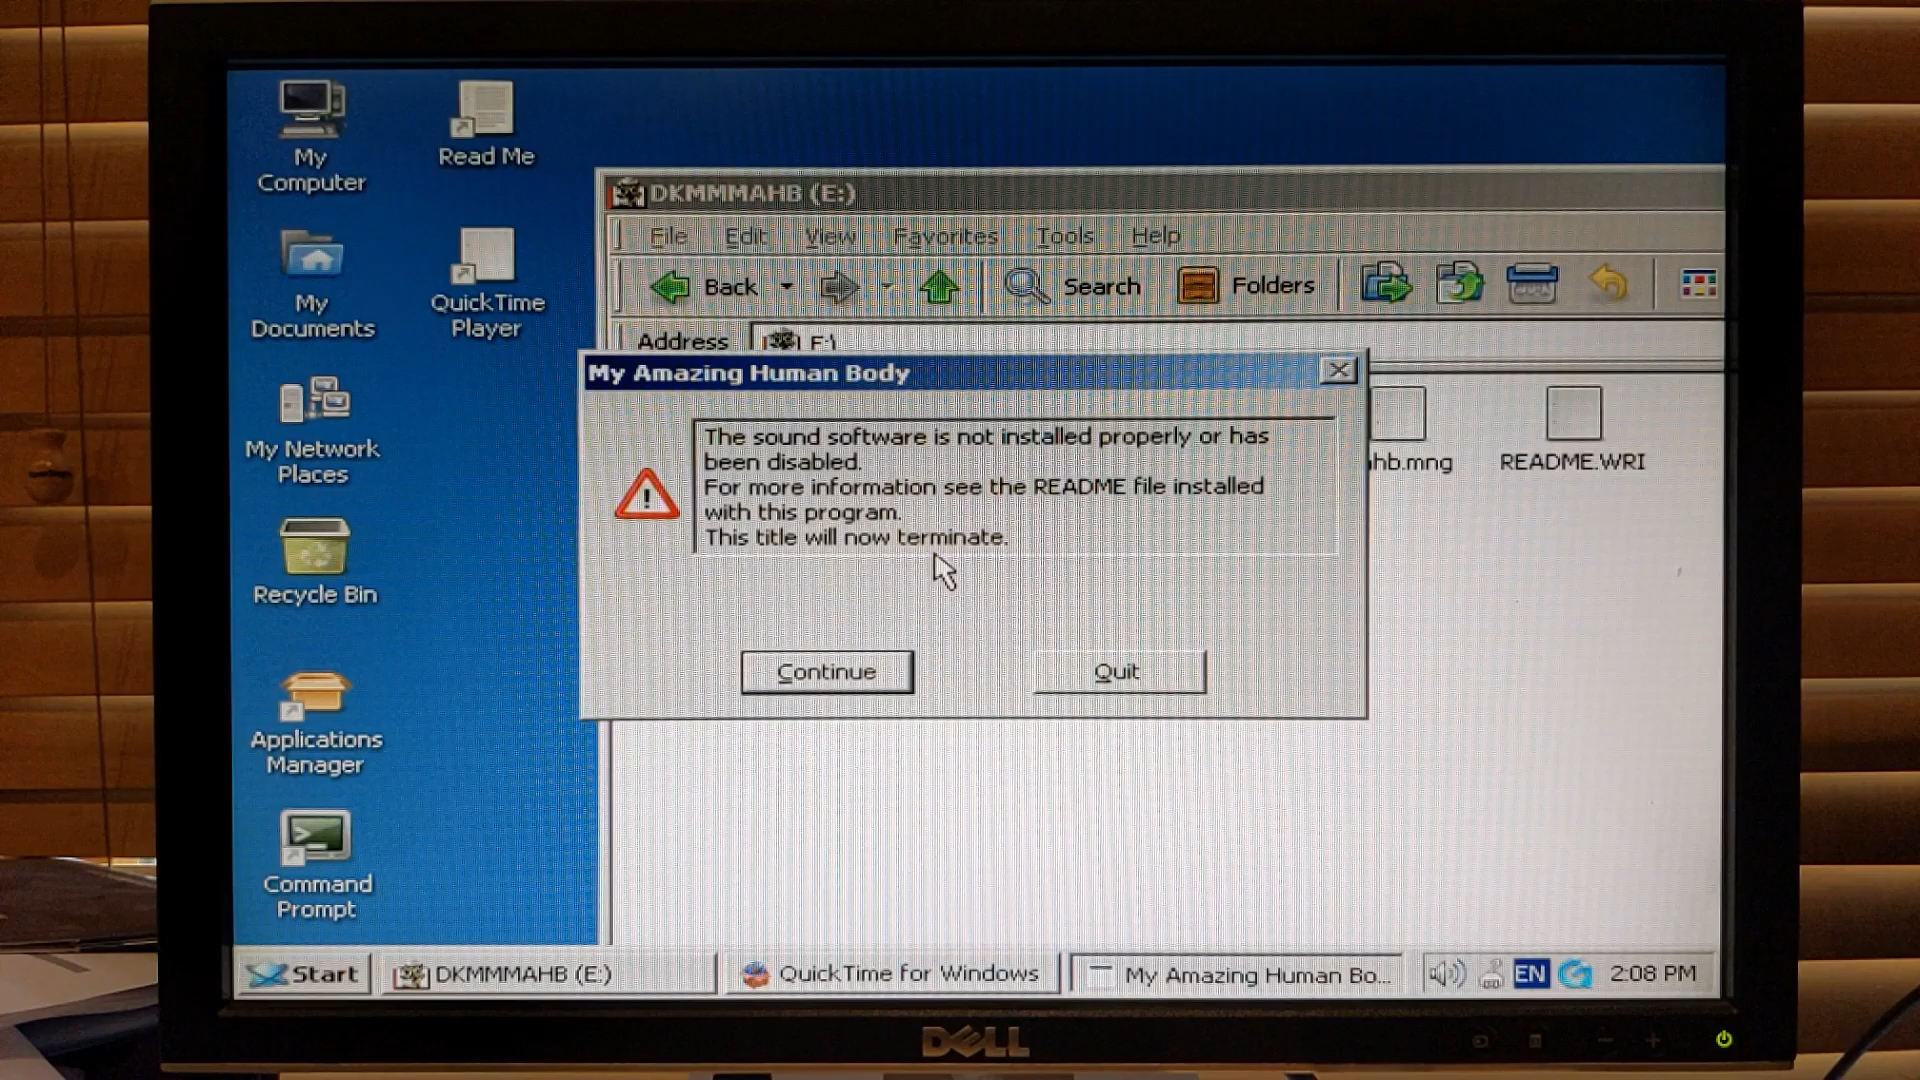 My
Computer
Read Me
My
Documents
QuickTime
Player
My Network
Places
Recycle Bin
Applications
Manager
Command
Prompt
DKMMMAHB (E:)
File Edit View Favorites Tools Help
Back Search Folders
Address E:\
hb.mng
README.WRI
My Amazing Human Body
The sound software is not installed properly or has
been disabled.
For more information see the README file installed
with this program.
This title will now terminate.
Continue Quit
Start DKMMMAHB (E:) QuickTime for Windows My Amazing Human Bo... EN 2:08 PM
DELL